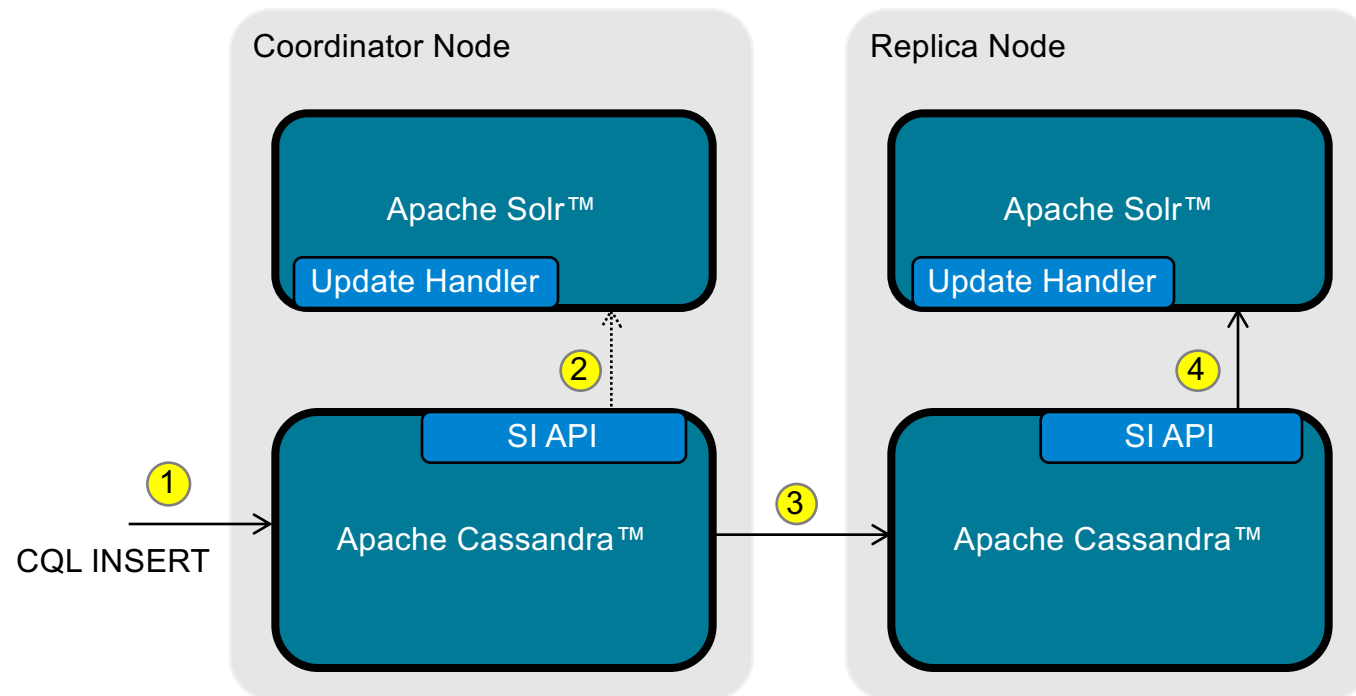 Coordinator Node
Replica Node
Apache Solr™
Apache Solr™
Update Handler
Update Handler
2
4
SI API
SI API
1
3
Apache Cassandra™
Apache Cassandra™
CQL INSERT